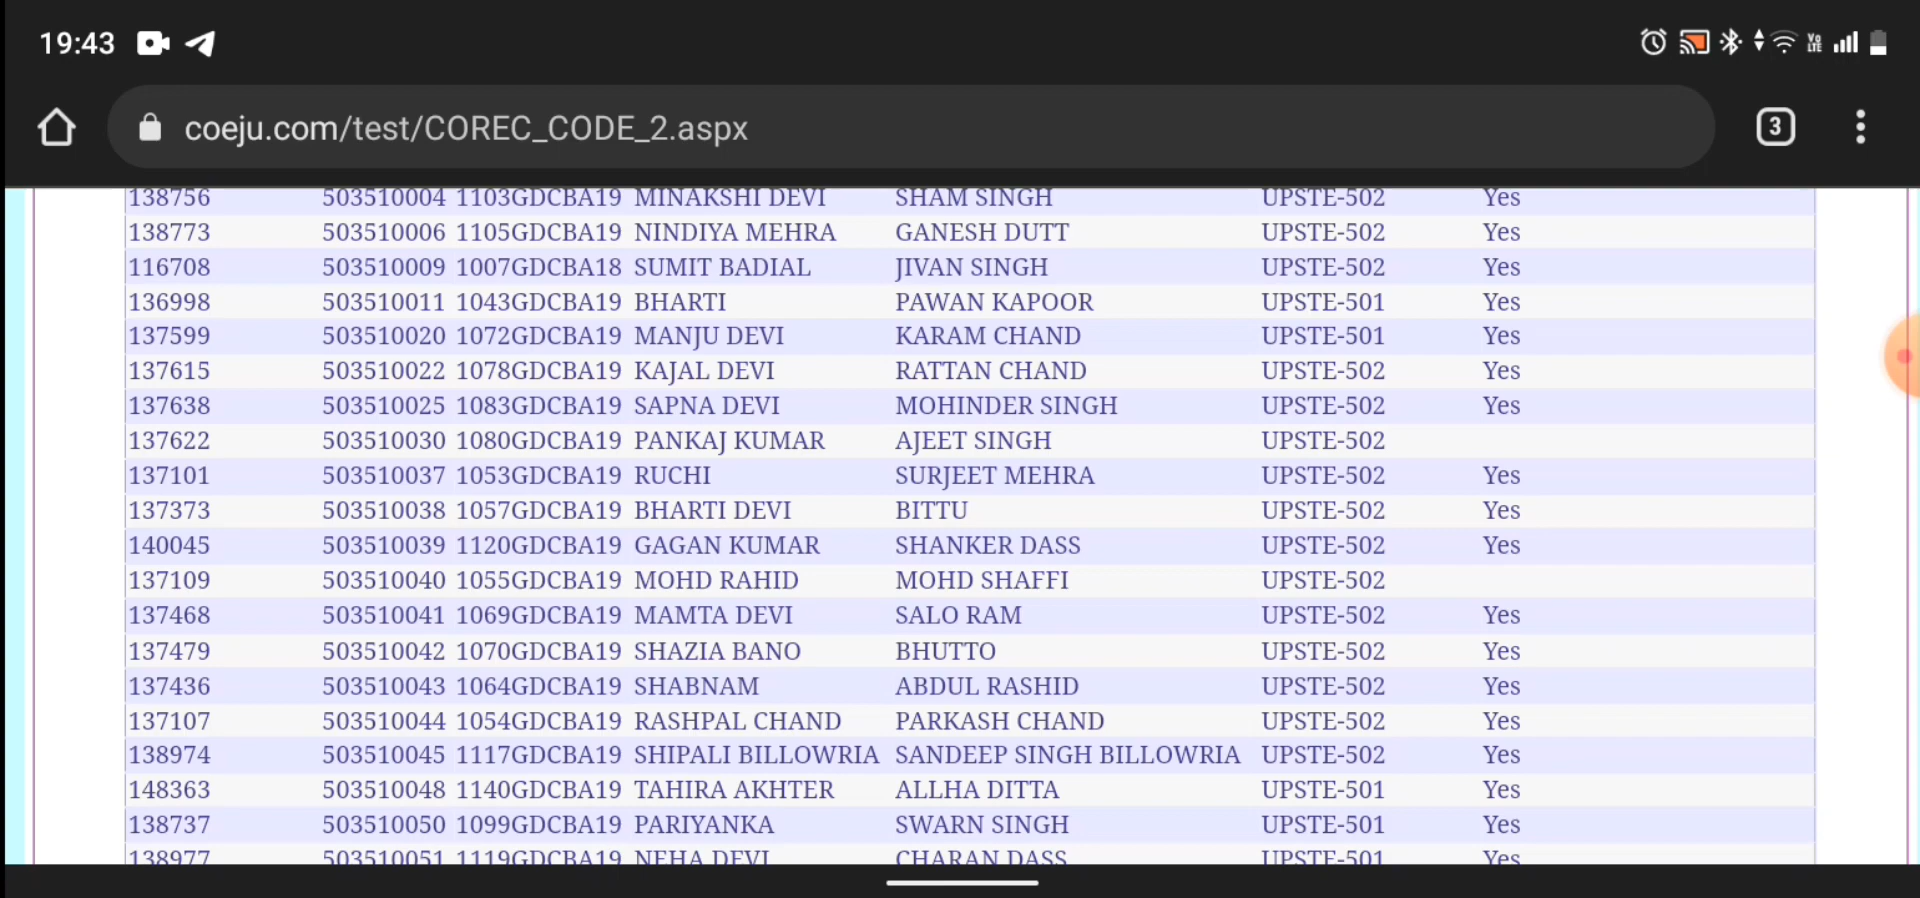 19:43
coeju.com/test/COREC_CODE_2.aspx
3
138756 503510004 1103GDCBA19 MINAKSHI DEVI SHAM SINGH UPSTE-502 Yes
138773 503510006 1105GDCBA19 NINDIYA MEHRA GANESH DUTT UPSTE-502 Yes
116708 503510009 1007GDCBA18 SUMIT BADIAL JIVAN SINGH UPSTE-502 Yes
136998 503510011 1043GDCBA19 BHARTI PAWAN KAPOOR UPSTE-501 Yes
137599 503510020 1072GDCBA19 MANJU DEVI KARAM CHAND UPSTE-501 Yes
137615 503510022 1078GDCBA19 KAJAL DEVI RATTAN CHAND UPSTE-502 Yes
137638 503510025 1083GDCBA19 SAPNA DEVI MOHINDER SINGH UPSTE-502 Yes
137622 503510030 1080GDCBA19 PANKAJ KUMAR AJEET SINGH UPSTE-502
137101 503510037 1053GDCBA19 RUCHI SURJEET MEHRA UPSTE-502 Yes
137373 503510038 1057GDCBA19 BHARTI DEVI BITTU UPSTE-502 Yes
140045 503510039 1120GDCBA19 GAGAN KUMAR SHANKER DASS UPSTE-502 Yes
137109 503510040 1055GDCBA19 MOHD RAHID MOHD SHAFFI UPSTE-502
137468 503510041 1069GDCBA19 MAMTA DEVI SALO RAM UPSTE-502 Yes
137479 503510042 1070GDCBA19 SHAZIA BANO BHUTTO UPSTE-502 Yes
137436 503510043 1064GDCBA19 SHABNAM ABDUL RASHID UPSTE-502 Yes
137107 503510044 1054GDCBA19 RASHPAL CHAND PARKASH CHAND UPSTE-502 Yes
138974 503510045 1117GDCBA19 SHIPALI BILLOWRIA SANDEEP SINGH BILLOWRIA UPSTE-502 Yes
148363 503510048 1140GDCBA19 TAHIRA AKHTER ALLHA DITTA UPSTE-501 Yes
138737 503510050 1099GDCBA19 PARIYANKA SWARN SINGH UPSTE-501 Yes
138977 503510051 1119GDCBA19 NEHA DEVI CHARAN DASS UPSTE-501 Yes